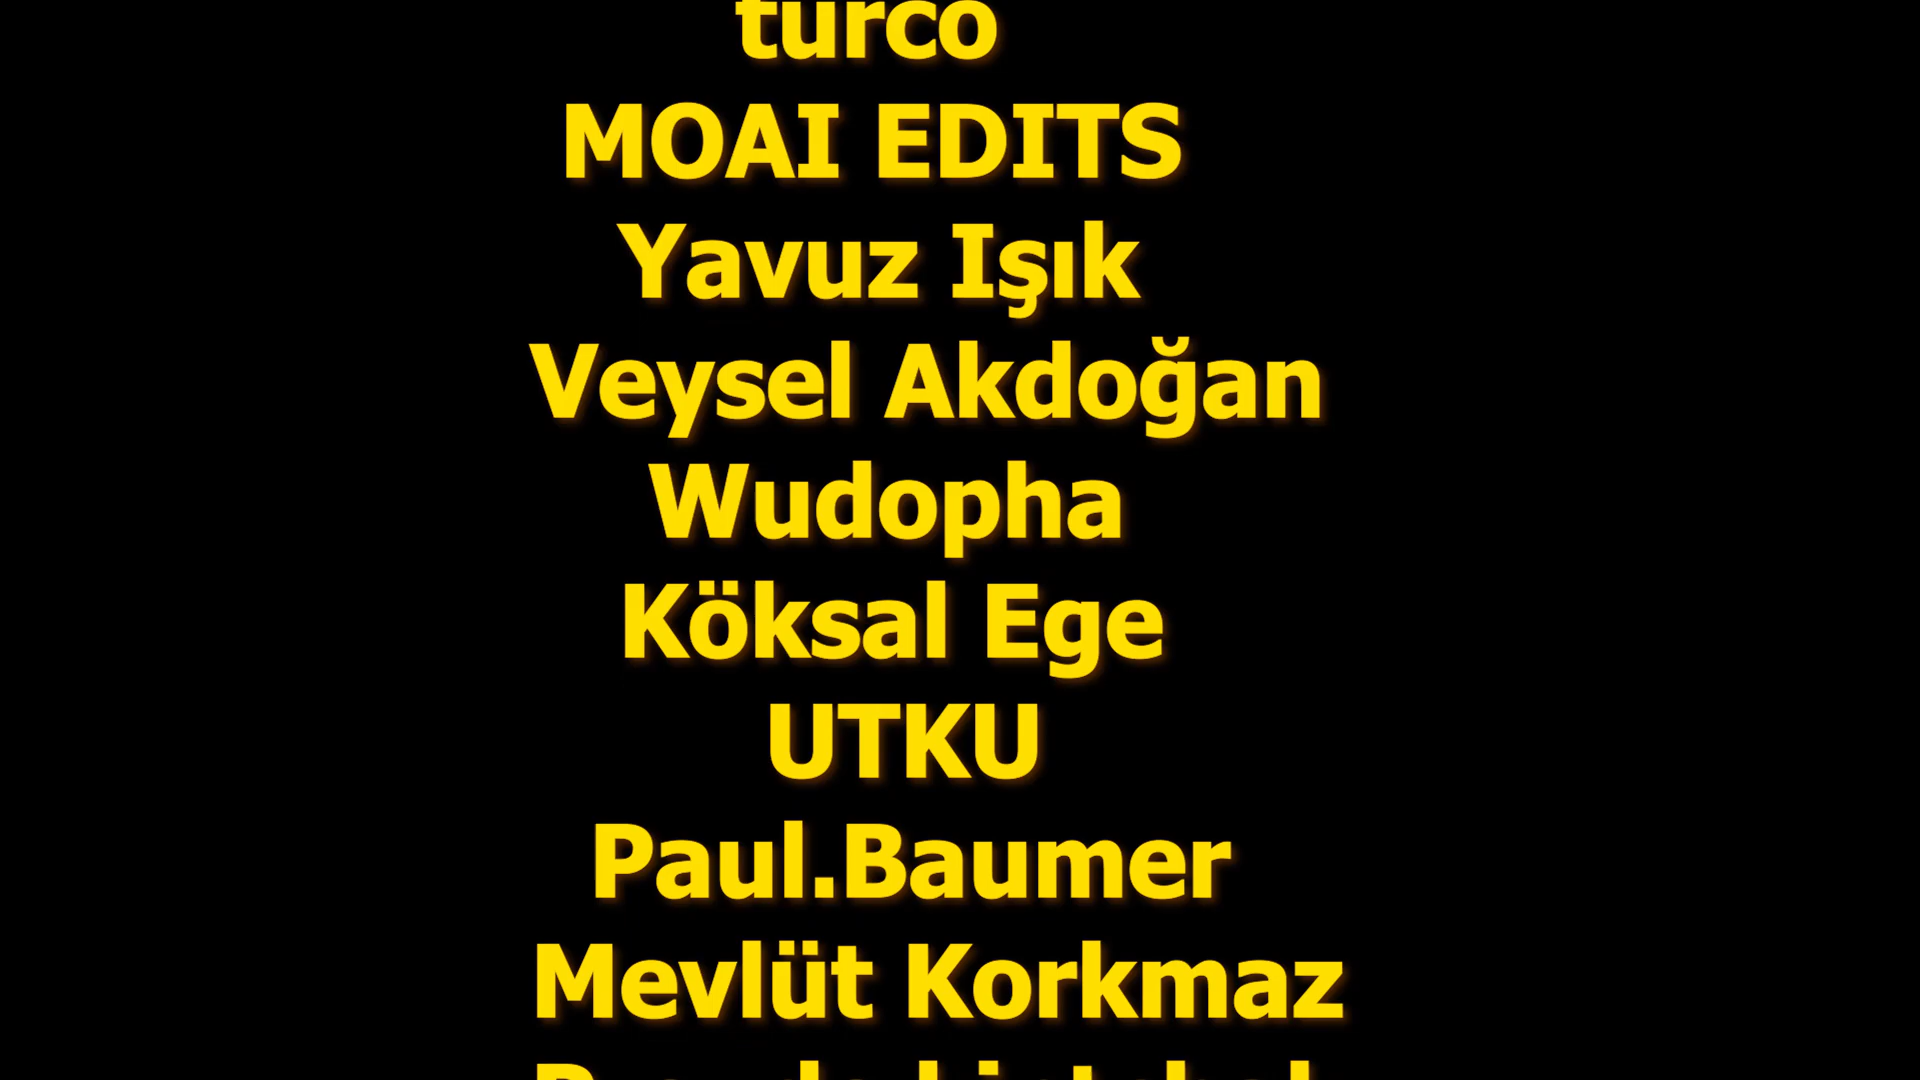 turco
MOAI EDITS
Yavuz Işık
Veysel Akdoğan
Wudopha
Köksal Ege
UTKU
Paul.Baumer
Mevlüt Korkmaz